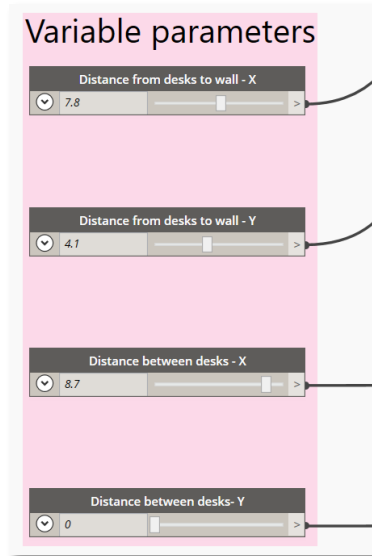 Variable parameters
Distance from desks to wall - X
7.8
>
Distance from desks to wall - Y
4.1
>
Distance between desks - X
8.7
>
Distance between desks- Y
0
>